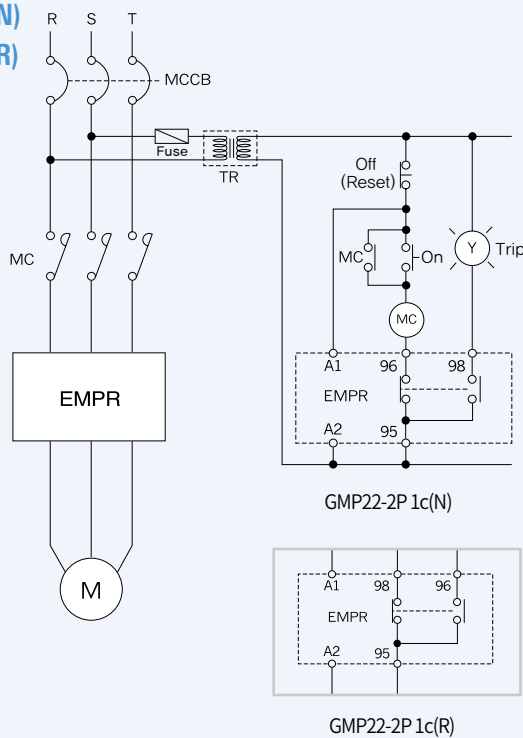 N)
R)
R S T
MCCB
Fuse
TR
Off
(Reset)
MC
MC
On
Y
Trip
MC
A1 96 98
EMPR
EMPR
A2 95
GMP22-2P 1c(N)
M
A1 98 96
EMPR
A2 95
GMP22-2P 1c(R)